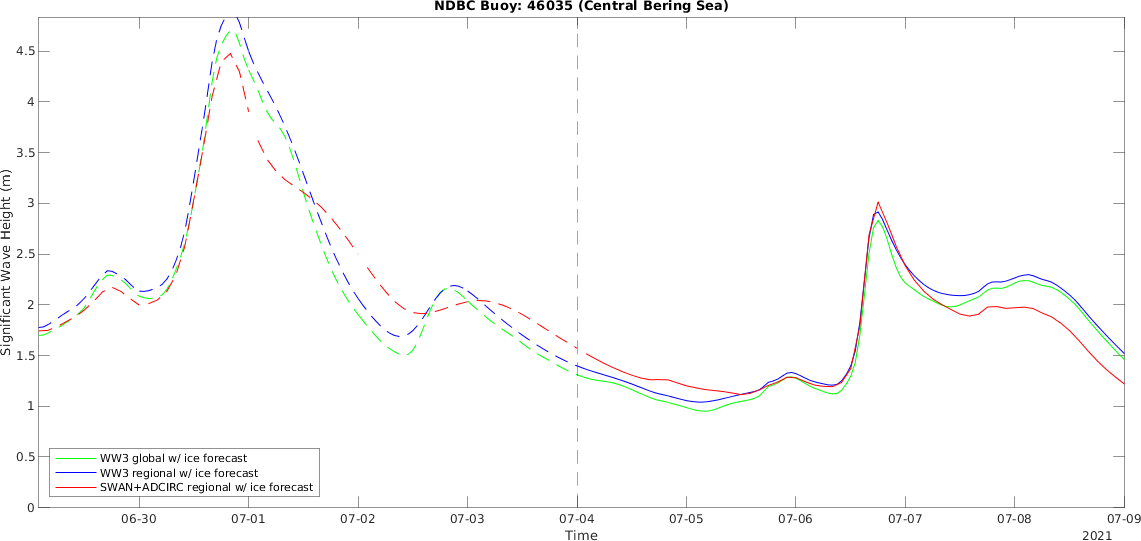 NDBC Buoy: 46035 (Central Bering Sea)
Significant Wave Height (m)
4.5
4
3.5
3
2.5
2
1.5
1
0.5
0
WW3 global w/ ice forecast
WW3 regional w/ ice forecast
SWAN+ADCIRC regional w/ ice forecast
06-30 07-01 07-02 07-03 07-04 07-05 07-06 07-07 07-08 07-09
Time
2021